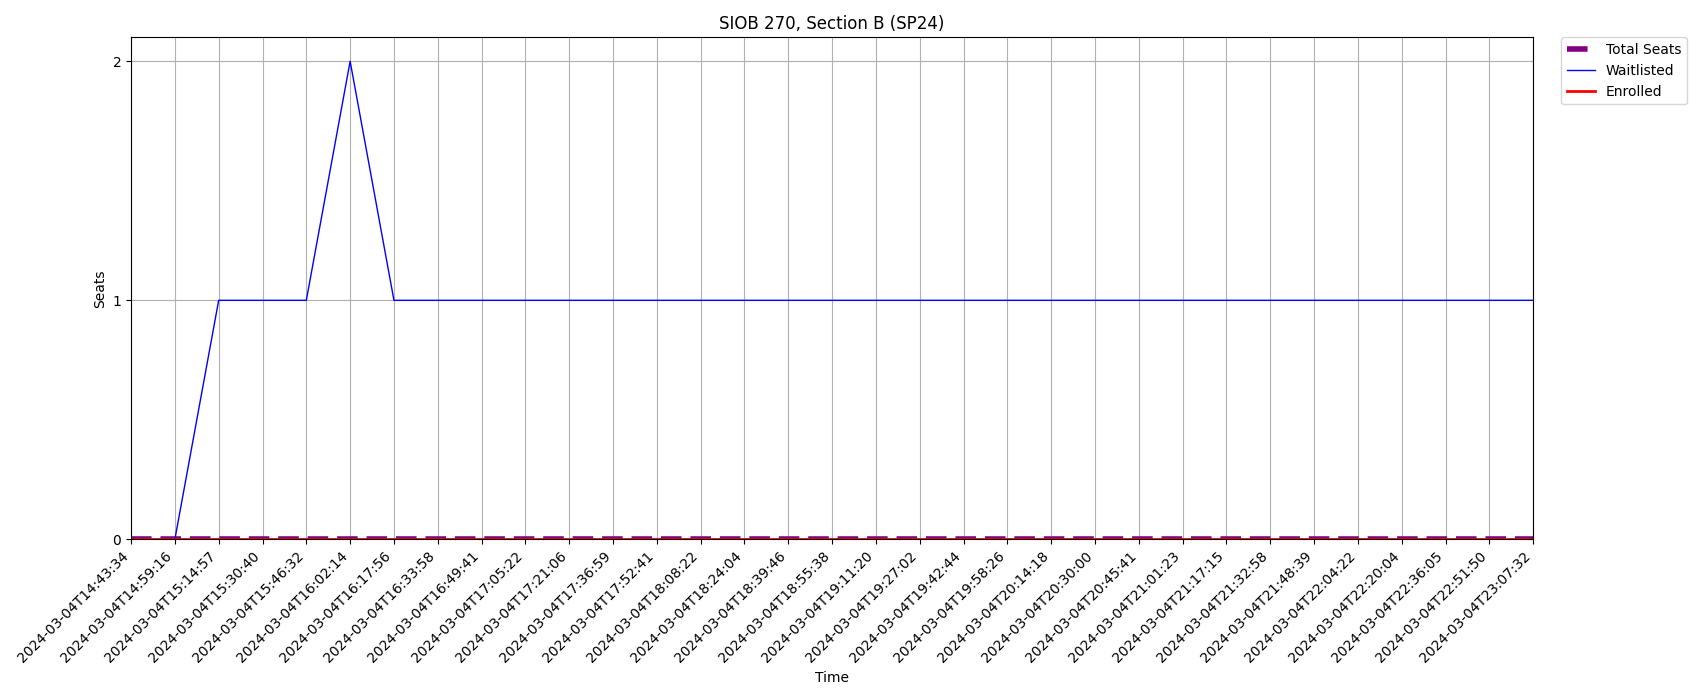 SIOB 270, Section B (SP24)
Total Seats
Waitlisted
Enrolled
Seats
2
1
0
2024-03-04T14:43:34
2024-03-04T14:59:16
2024-03-04T15:14:57
2024-03-04T15:30:40
2024-03-04T15:46:32
2024-03-04T16:02:14
2024-03-04T16:17:56
2024-03-04T16:33:58
2024-03-04T16:49:41
2024-03-04T17:05:22
2024-03-04T17:21:06
2024-03-04T17:36:59
2024-03-04T17:52:41
2024-03-04T18:08:22
2024-03-04T18:24:04
2024-03-04T18:39:46
2024-03-04T18:55:38
2024-03-04T19:11:20
2024-03-04T19:27:02
2024-03-04T19:42:44
2024-03-04T19:58:26
2024-03-04T20:14:18
2024-03-04T20:30:00
2024-03-04T20:45:41
2024-03-04T21:01:23
2024-03-04T21:17:15
2024-03-04T21:32:58
2024-03-04T21:48:39
2024-03-04T22:04:22
2024-03-04T22:20:04
2024-03-04T22:36:05
2024-03-04T22:51:50
2024-03-04T23:07:32
Time